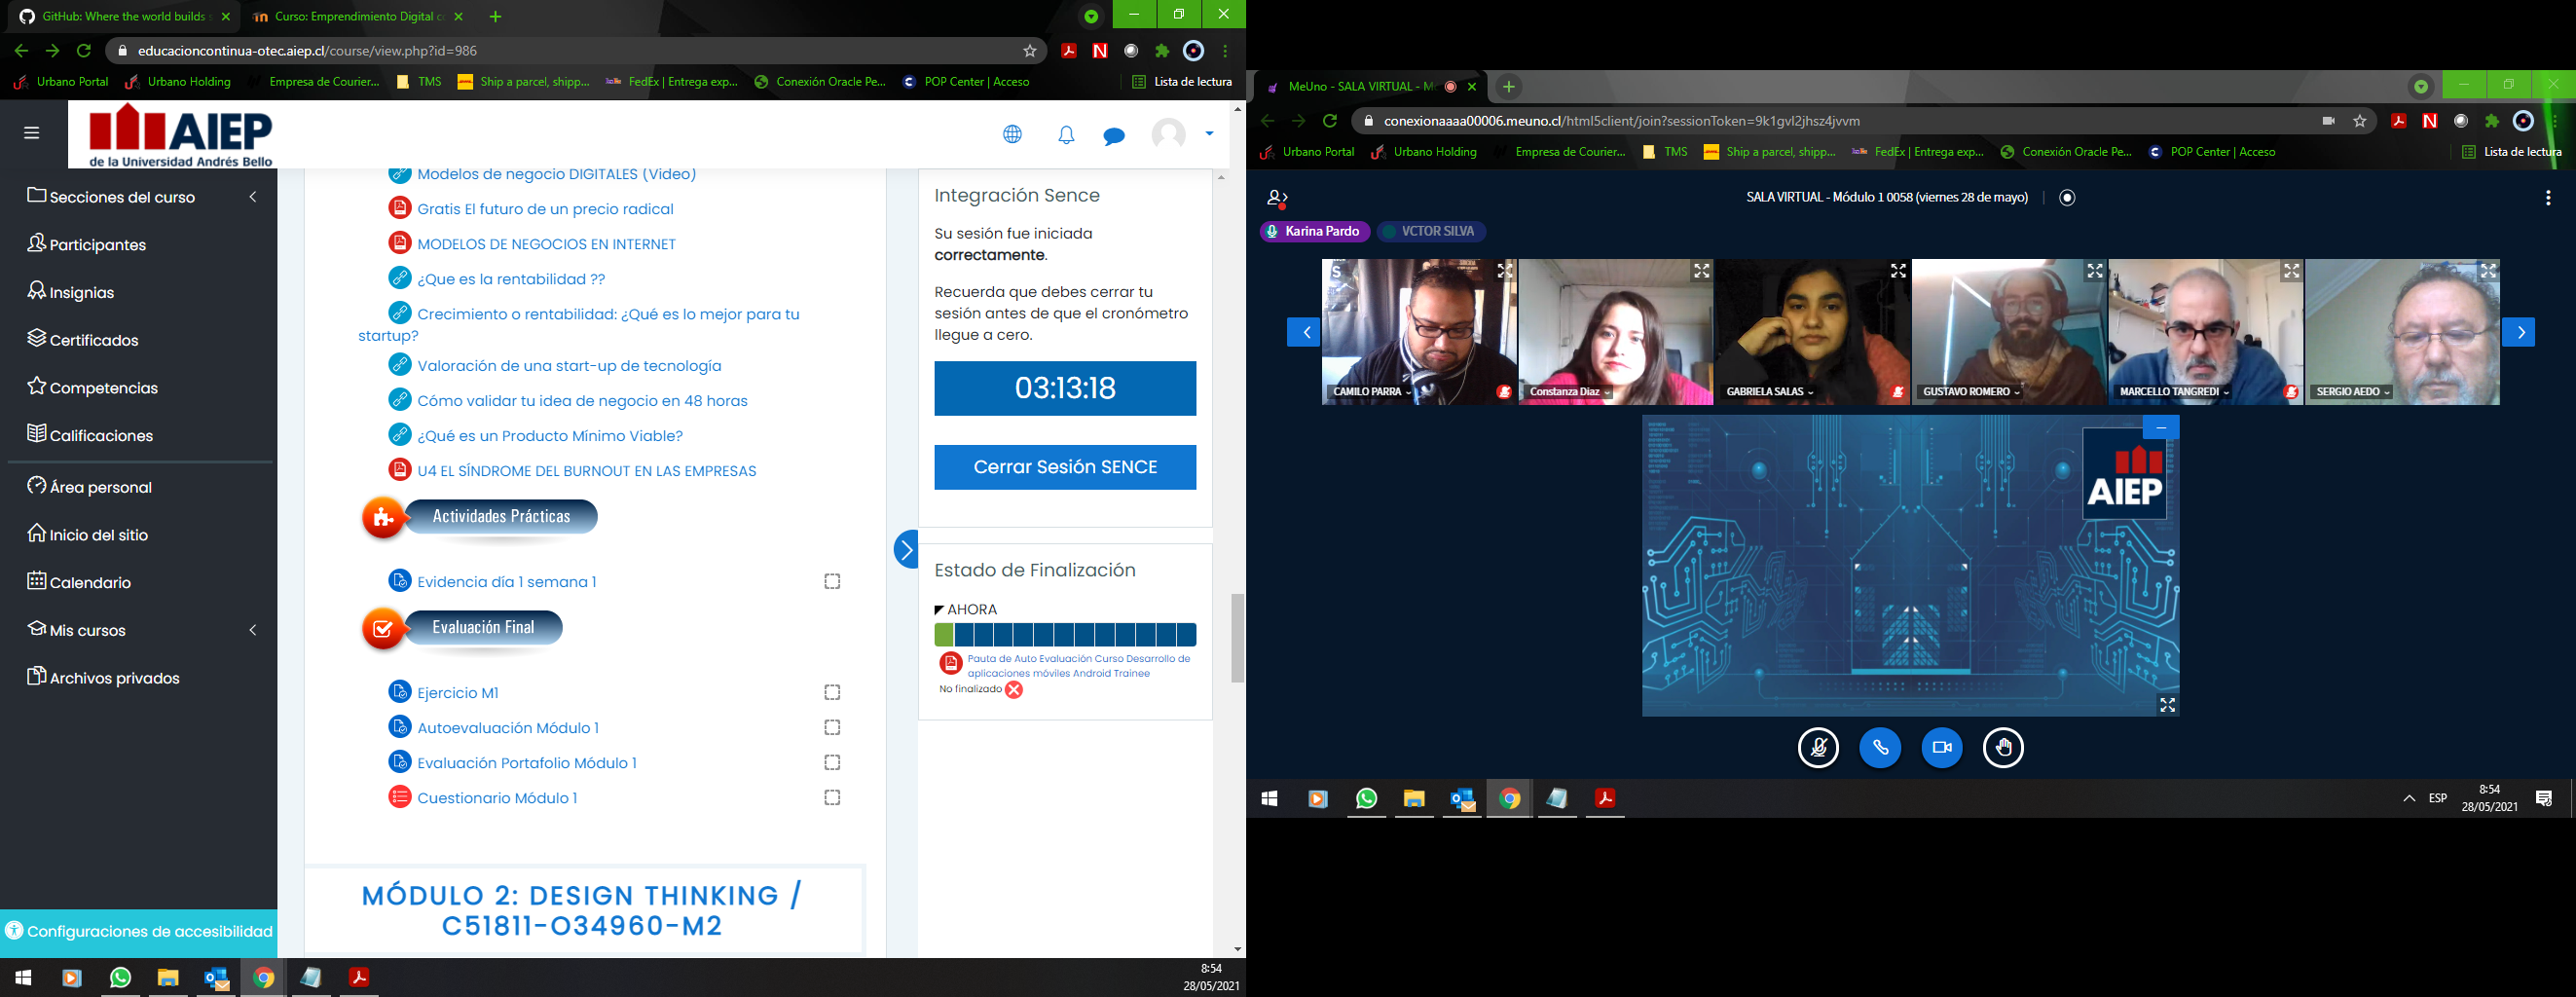 GitHub: Where the world builds s
Curso: Emprendimiento Digital c
educacioncontinua-otec.aiep.cl/course/view.php?id=986
Urbano Portal
Urbano Holding
Empresa de Courier...
TMS
Ship a parcel, shipp...
FedEx | Entrega exp...
Conexión Oracle Pe...
POP Center | Acceso
Lista de lectura
AIEP
de la Universidad Andrés Bello
Secciones del curso
Participantes
Insignias
Certificados
Competencias
Calificaciones
Área personal
Inicio del sitio
Calendario
Mis cursos
Archivos privados
Configuraciones de accesibilidad
Modelos de negocio DIGITALES (Video)
Gratis El futuro de un precio radical
MODELOS DE NEGOCIOS EN INTERNET
¿Que es la rentabilidad ??
Crecimiento o rentabilidad: ¿Qué es lo mejor para tu
startup?
Valoración de una start-up de tecnología
Cómo validar tu idea de negocio en 48 horas
¿Qué es un Producto Mínimo Viable?
U4 EL SÍNDROME DEL BURNOUT EN LAS EMPRESAS
Actividades Prácticas
Evidencia día 1 semana 1
Evaluación Final
Ejercicio M1
Autoevaluación Módulo 1
Evaluación Portafolio Módulo 1
Cuestionario Módulo 1
MÓDULO 2: DESIGN THINKING /
C51811-O34960-M2
Integración Sence
Su sesión fue iniciada
correctamente.
Recuerda que debes cerrar tu
sesión antes de que el cronómetro
llegue a cero.
03:13:18
Cerrar Sesión SENCE
Estado de Finalización
AHORA
Pauta de Auto Evaluación Curso Desarrollo de
aplicaciones móviles Android Trainee
No finalizado
8:54
28/05/2021
MeUno - SALA VIRTUAL - M
conexionaaaa00006.meuno.cl/html5client/join?sessionToken=9k1gvl2jhsz4jvvm
Urbano Portal
Urbano Holding
Empresa de Courier...
TMS
Ship a parcel, shipp...
FedEx | Entrega exp...
Conexión Oracle Pe...
POP Center | Acceso
Lista de lectura
SALA VIRTUAL - Módulo 1 0058 (viernes 28 de mayo)
Karina Pardo
VCTOR SILVA
CAMILO PARRA
Constanza Díaz
GABRIELA SALAS
GUSTAVO ROMERO
MARCELLO TANGREDI
SERGIO AEDO
AIEP
ESP
8:54
28/05/2021